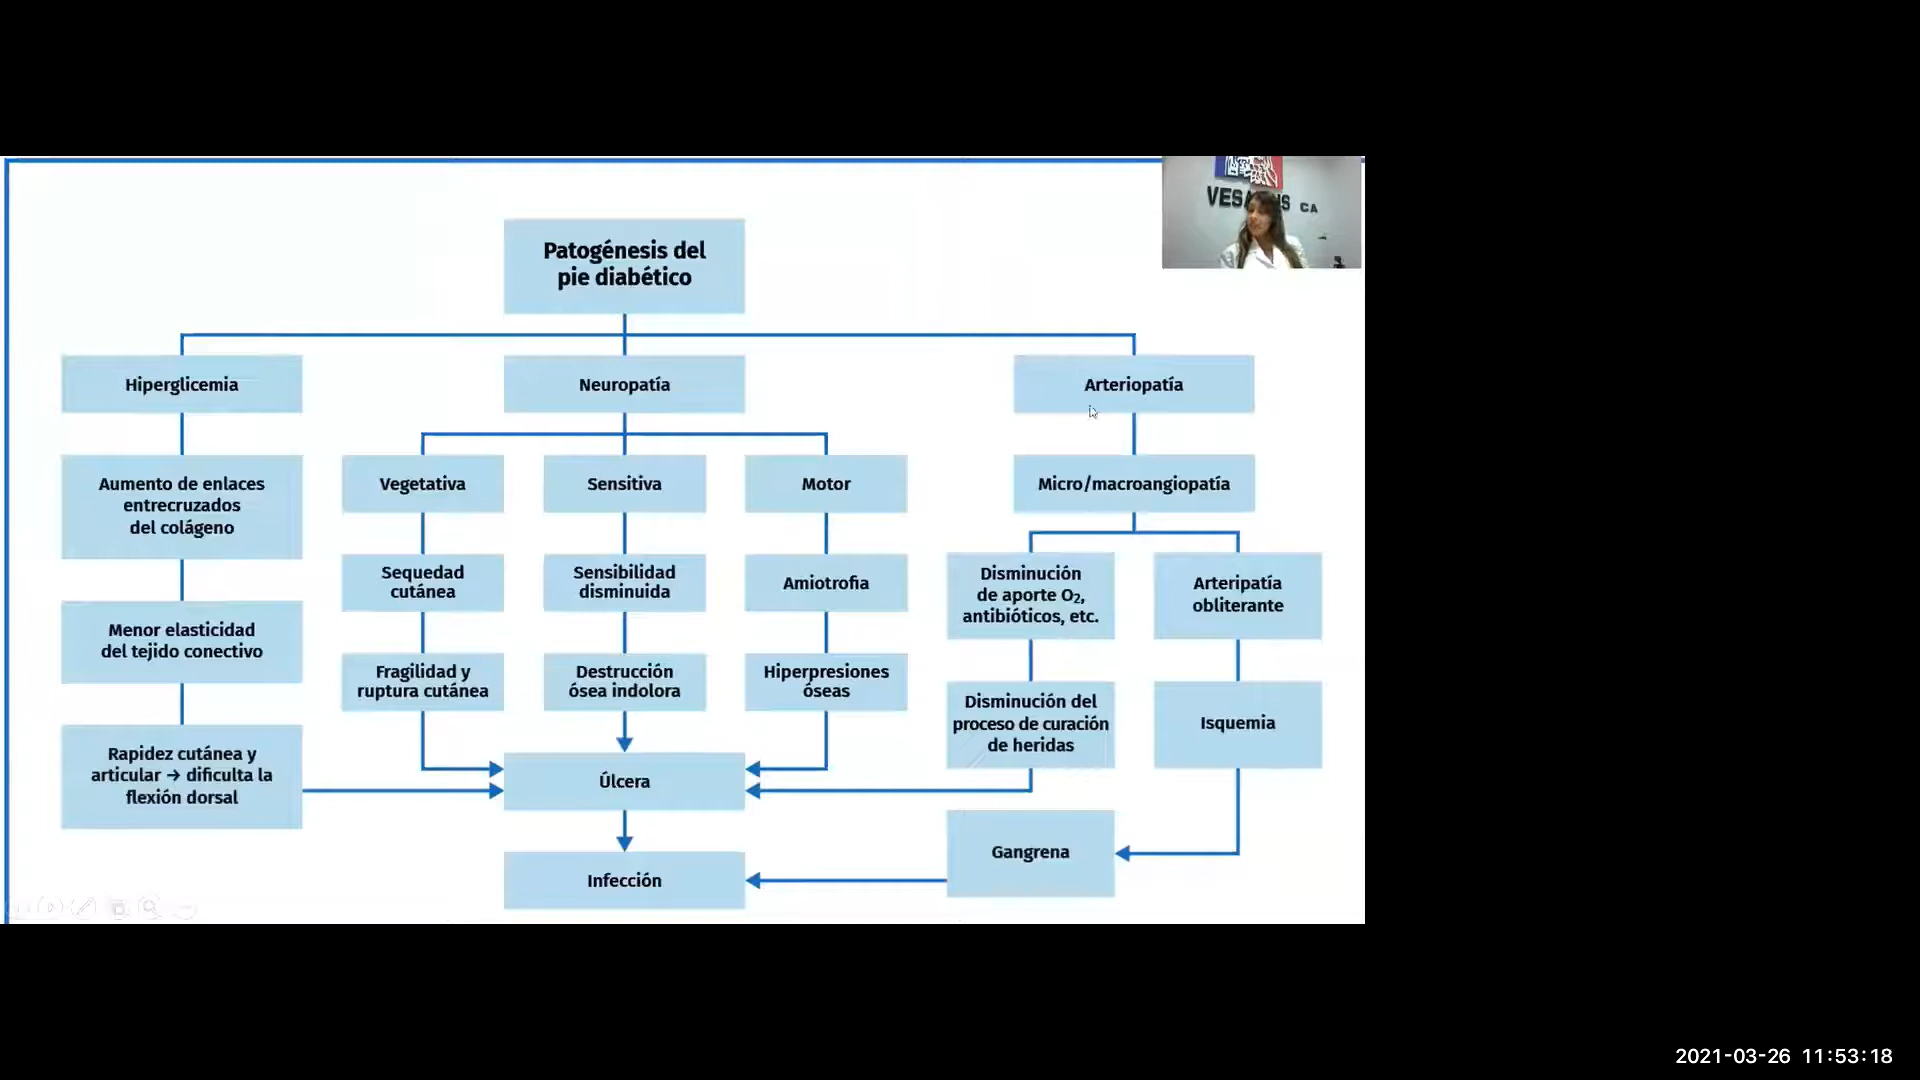 VESA
S CA
Patogénesis del
pie diabético
Hiperglicemia
Neuropatía
Arteriopatía
Aumento de enlaces
entrecruzados
del colágeno
Vegetativa
Sensitiva
Motor
Micro/macroangiopatía
Sequedad
cutánea
Sensibilidad
disminuida
Amiotrofia
Disminución
de aporte O₂,
antibióticos, etc.
Arteripatía
obliterante
Menor elasticidad
del tejido conectivo
Fragilidad y
ruptura cutánea
Destrucción
ósea indolora
Hiperpresiones
óseas
Disminución del
proceso de curación
de heridas
Isquemia
Rapidez cutánea y
articular → dificulta la
flexión dorsal
Úlcera
Gangrena
Infección
2021-03-26 11:53:18